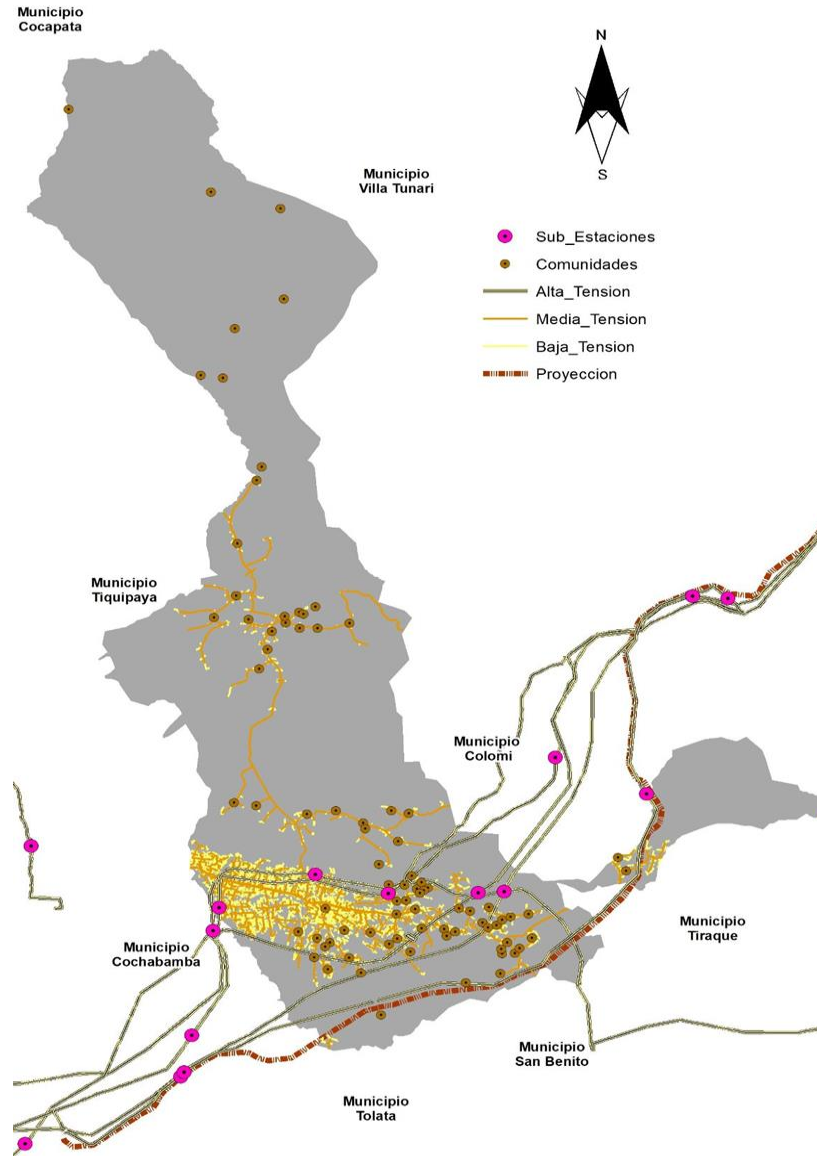 Municipio
Cocapata
N
S
Municipio
Villa Tunari
Sub_Estaciones
Comunidades
Alta_Tension
Media_Tension
Baja_Tension
Proyeccion
Municipio
Tiquipaya
Municipio
Colomi
Municipio
Tiraque
Municipio
Cochabamba
Municipio
San Benito
Municipio
Tolata